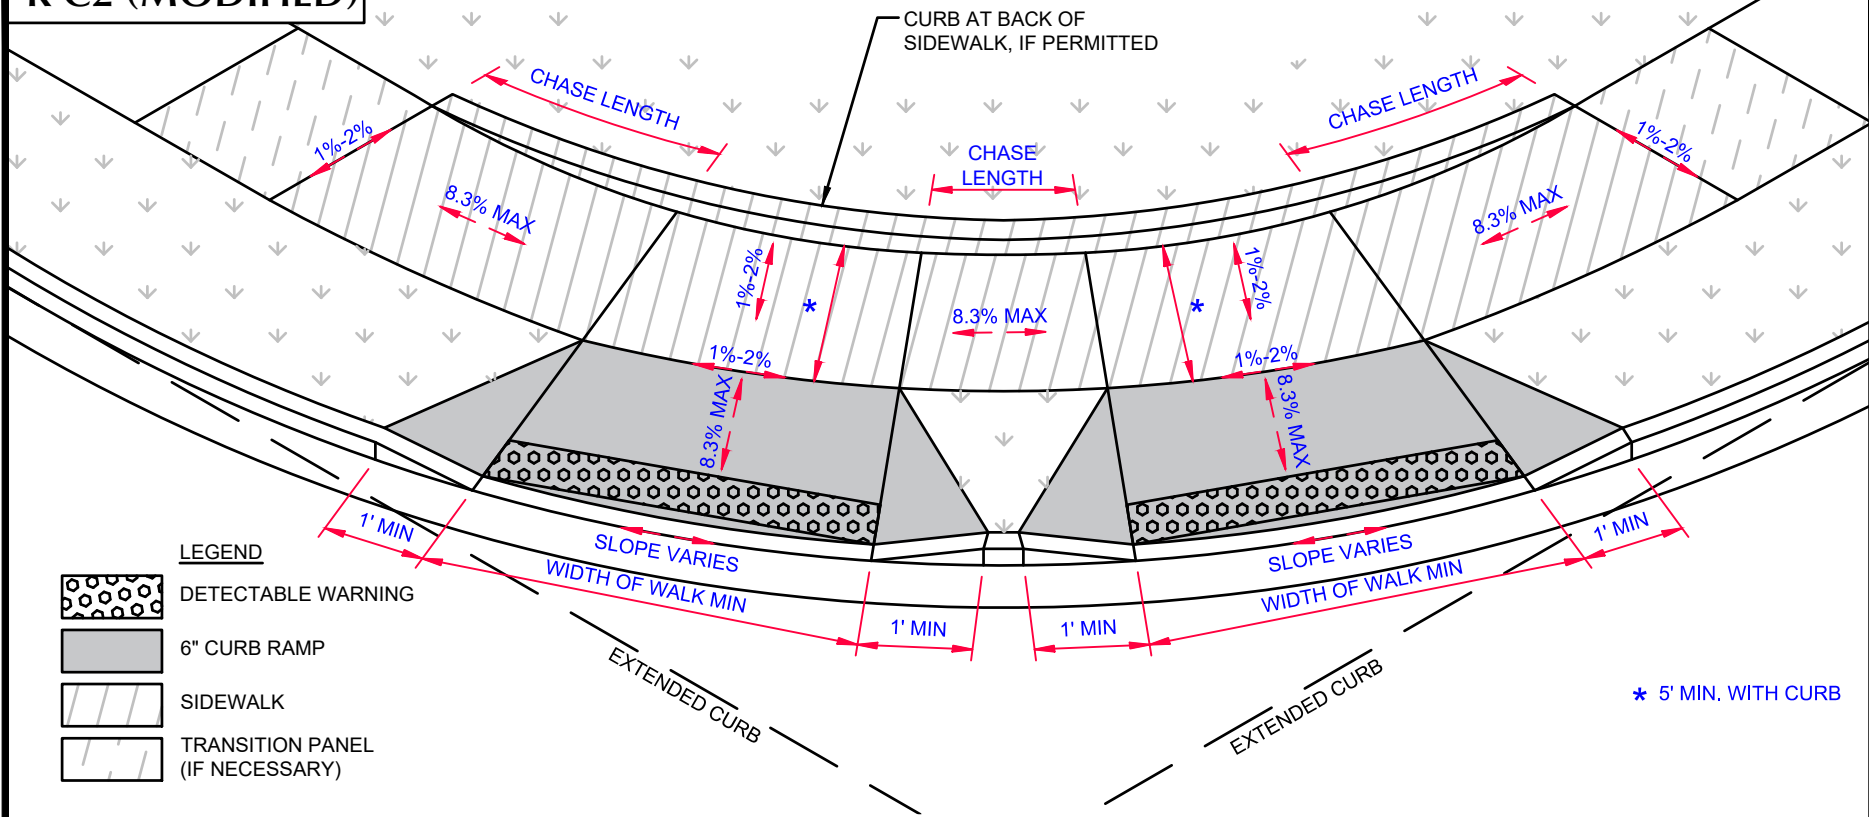 C2 (MODIFIED)
CURB AT BACK OF
SIDEWALK, IF PERMITTED
CHASE LENGTH
CHASE LENGTH
CHASE
LENGTH
1%-2%
1%-2%
8.3% MAX
8.3% MAX
1%-2%
*
8.3% MAX
*
1%-2%
1%-2%
1%-2%
8.3% MAX
8.3% MAX
1' MIN
SLOPE VARIES
SLOPE VARIES
1' MIN
WIDTH OF WALK MIN
WIDTH OF WALK MIN
1' MIN
1' MIN
LEGEND
DETECTABLE WARNING
6" CURB RAMP
SIDEWALK
TRANSITION PANEL
(IF NECESSARY)
EXTENDED CURB
EXTENDED CURB
* 5' MIN, WITH CURB